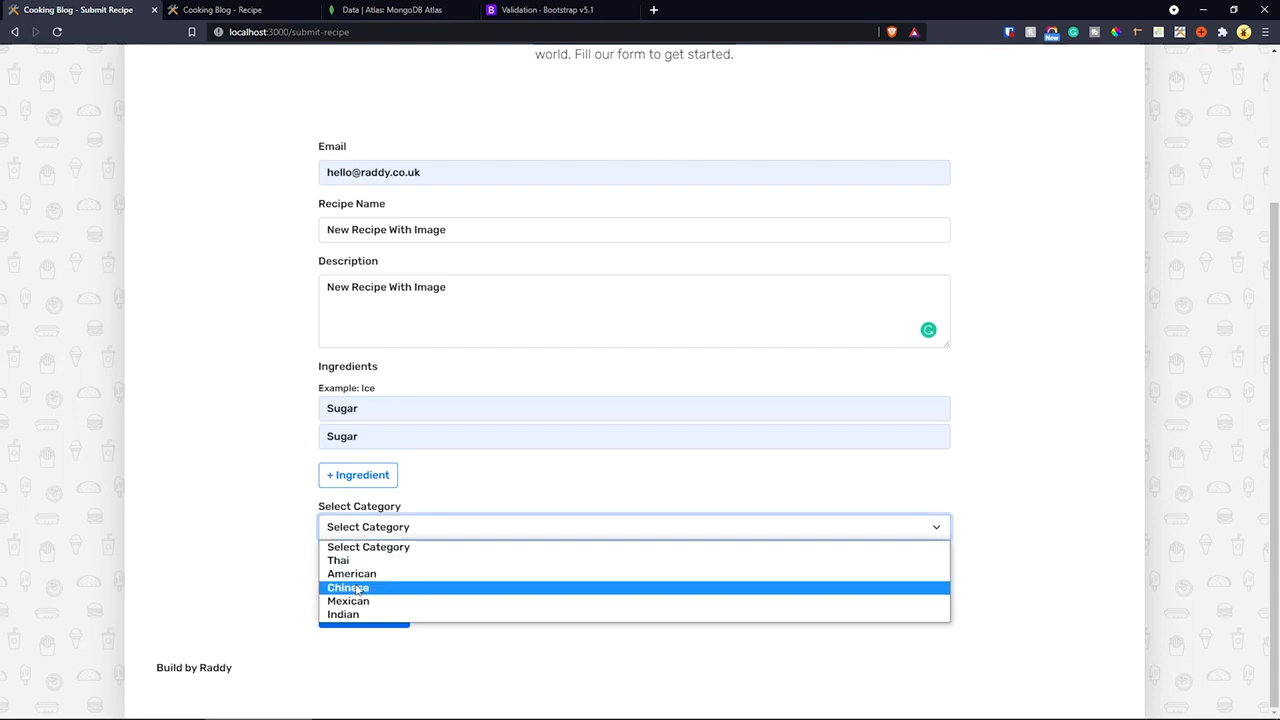 Cooking Blog - Submit Recipe
Cooking Blog - Recipe
Data | Atlas: MongoDB Atlas
B
Validation · Bootstrap v5.1
localhost:3000/submit-recipe
New
world. Fill our form to get started.
Email
hello@raddy.co.uk
Recipe Name
New Recipe With Image
Description
New Recipe With Image
Ingredients
Example: Ice
Sugar
Sugar
+ Ingredient
Select Category
Select Category
Select Category
Thai
American
Chinese
Mexican
Indian
Build by Raddy